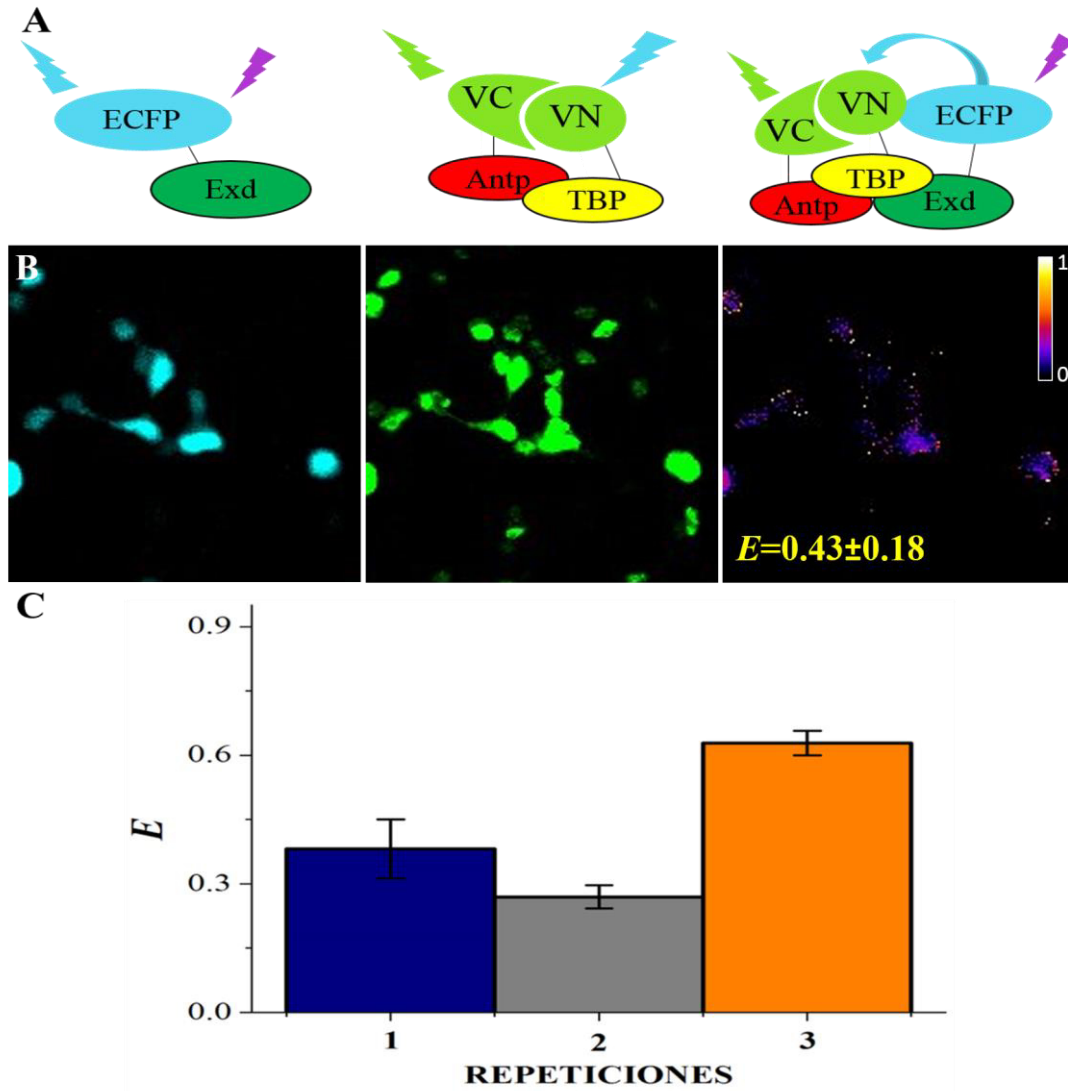 A
ECFP
Exd
VC
VN
Antp
TBP
VC
VN
ECFP
Antp
TBP
Exd
B
1
0
E=0.43±0.18
C
0.9
0.6
0.3
0.0
E
1 2 3
REPETICIONES